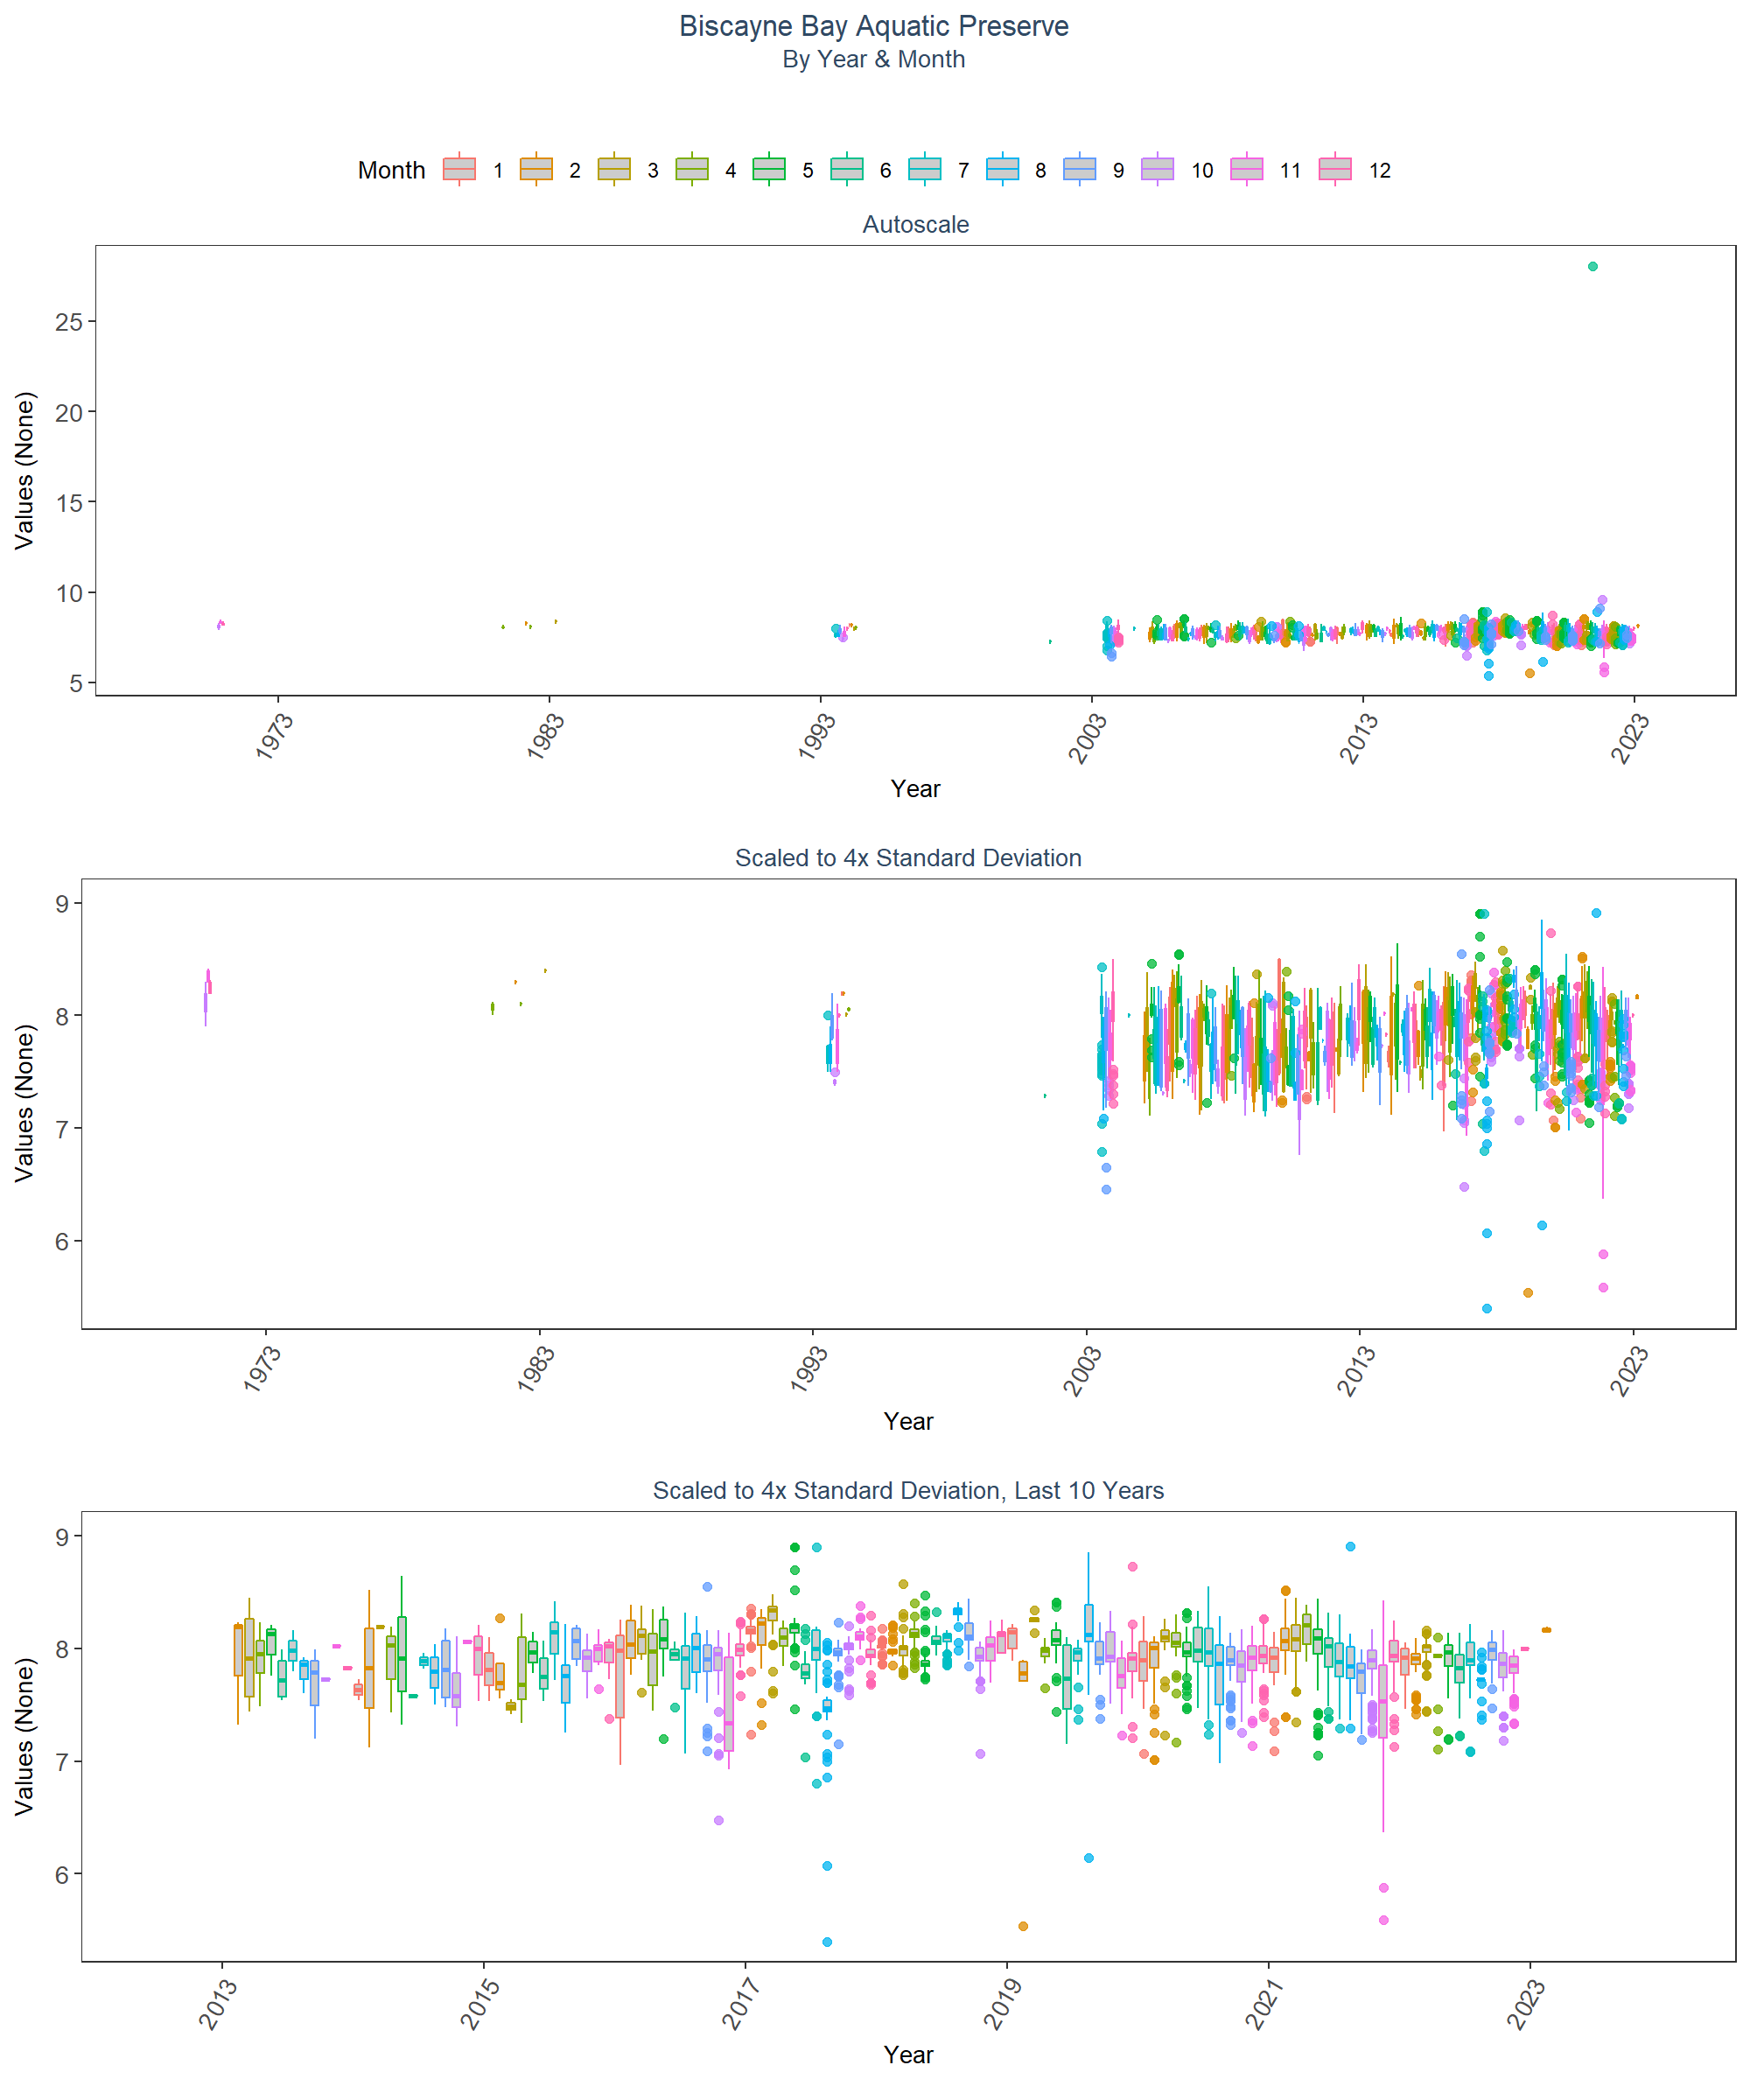 Biscayne Bay Aquatic Preserve
By Year & Month
Month 1 2 3 4 5 6 7 8 9 10 11 12
Autoscale
Values (None)
25
20
15
10
5
1973 1983 1993 2003 2013 2023
Year
Scaled to 4x Standard Deviation
Values (None)
9
8
7
6
1973 1983 1993 2003 2013 2023
Year
Scaled to 4x Standard Deviation, Last 10 Years
Values (None)
9
8
7
6
2013 2015 2017 2019 2021 2023
Year